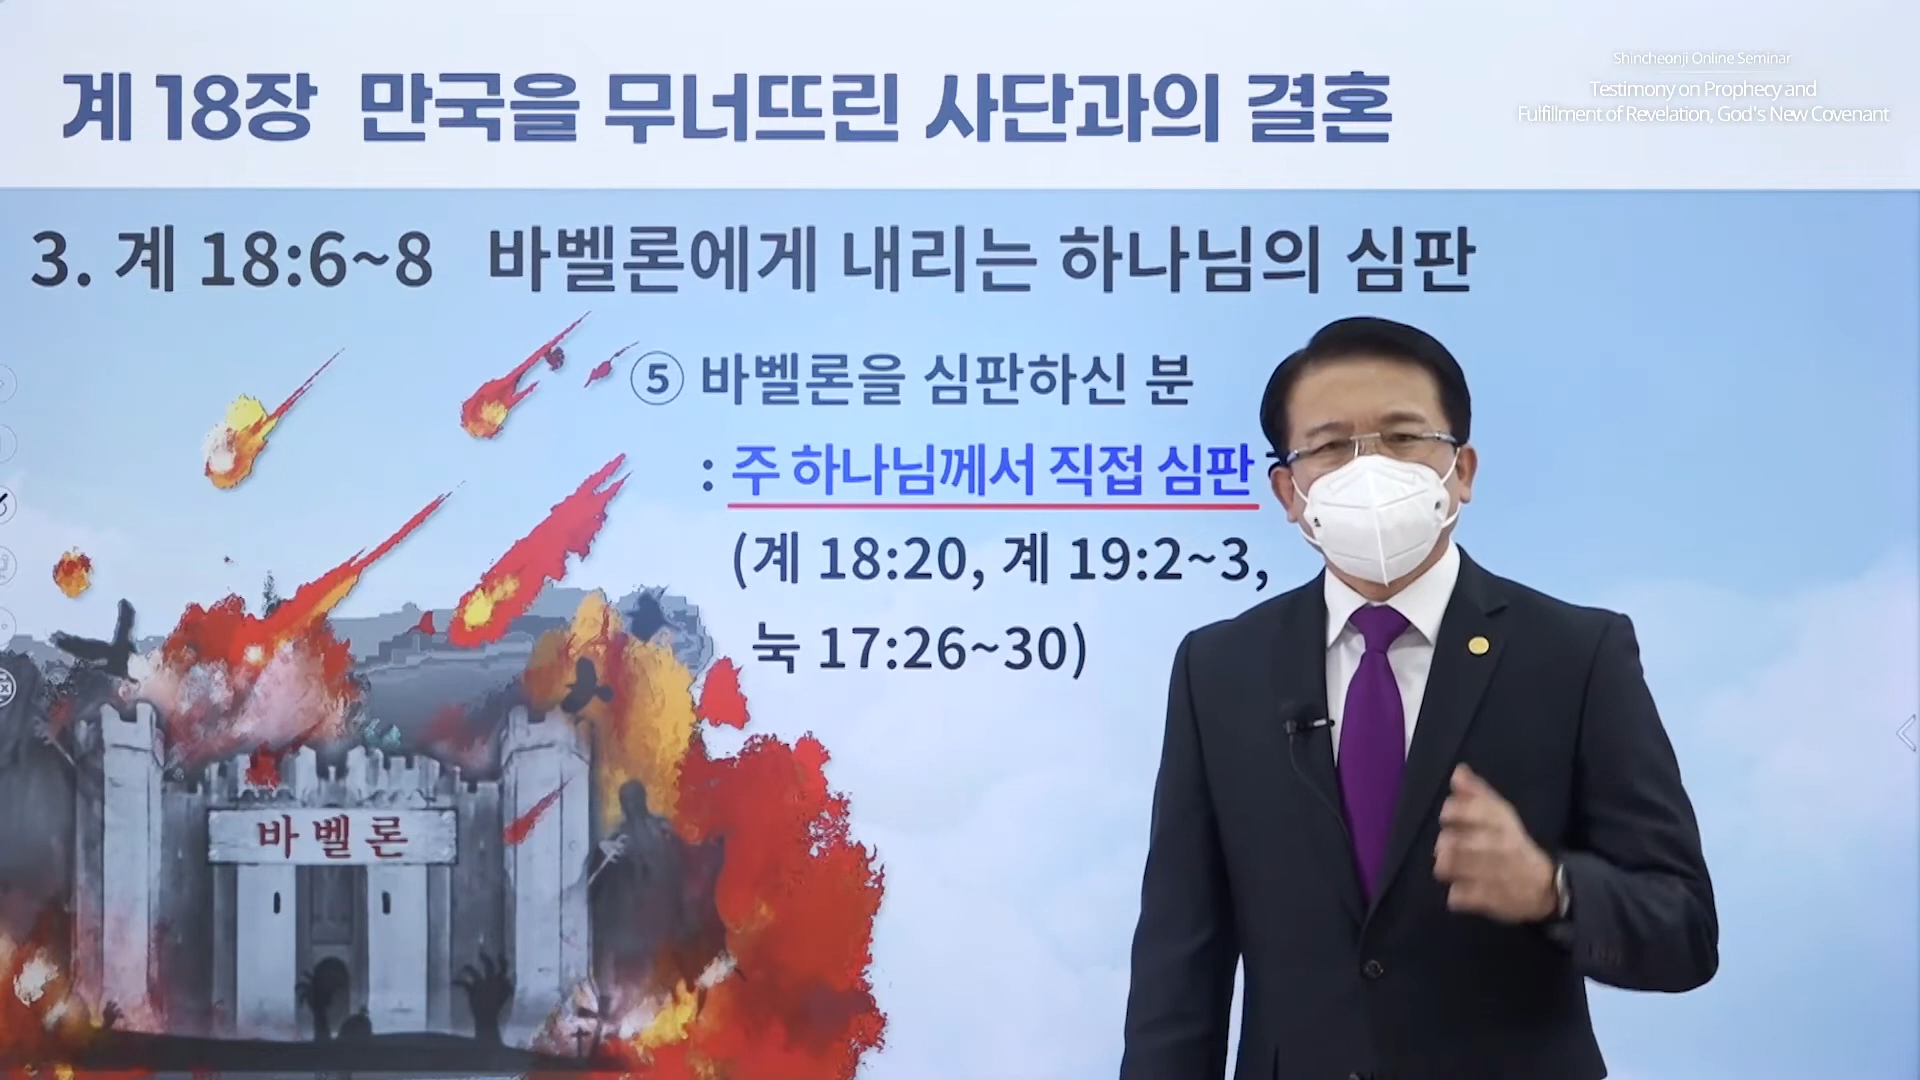 계 18장 만국을 무너뜨린 사단과의 결혼
Shincheonji Online Seminar
Testimony on Prophecy and
Fulfillment of Revelation, God's New Covenant
3. 계 18:6~8 바벨론에게 내리는 하나님의 심판
⑤ 바벨론을 심판하신 분
: 주 하나님께서 직접 심판
(계 18:20, 계 19:2~3,
눅 17:26~30)
바벨론